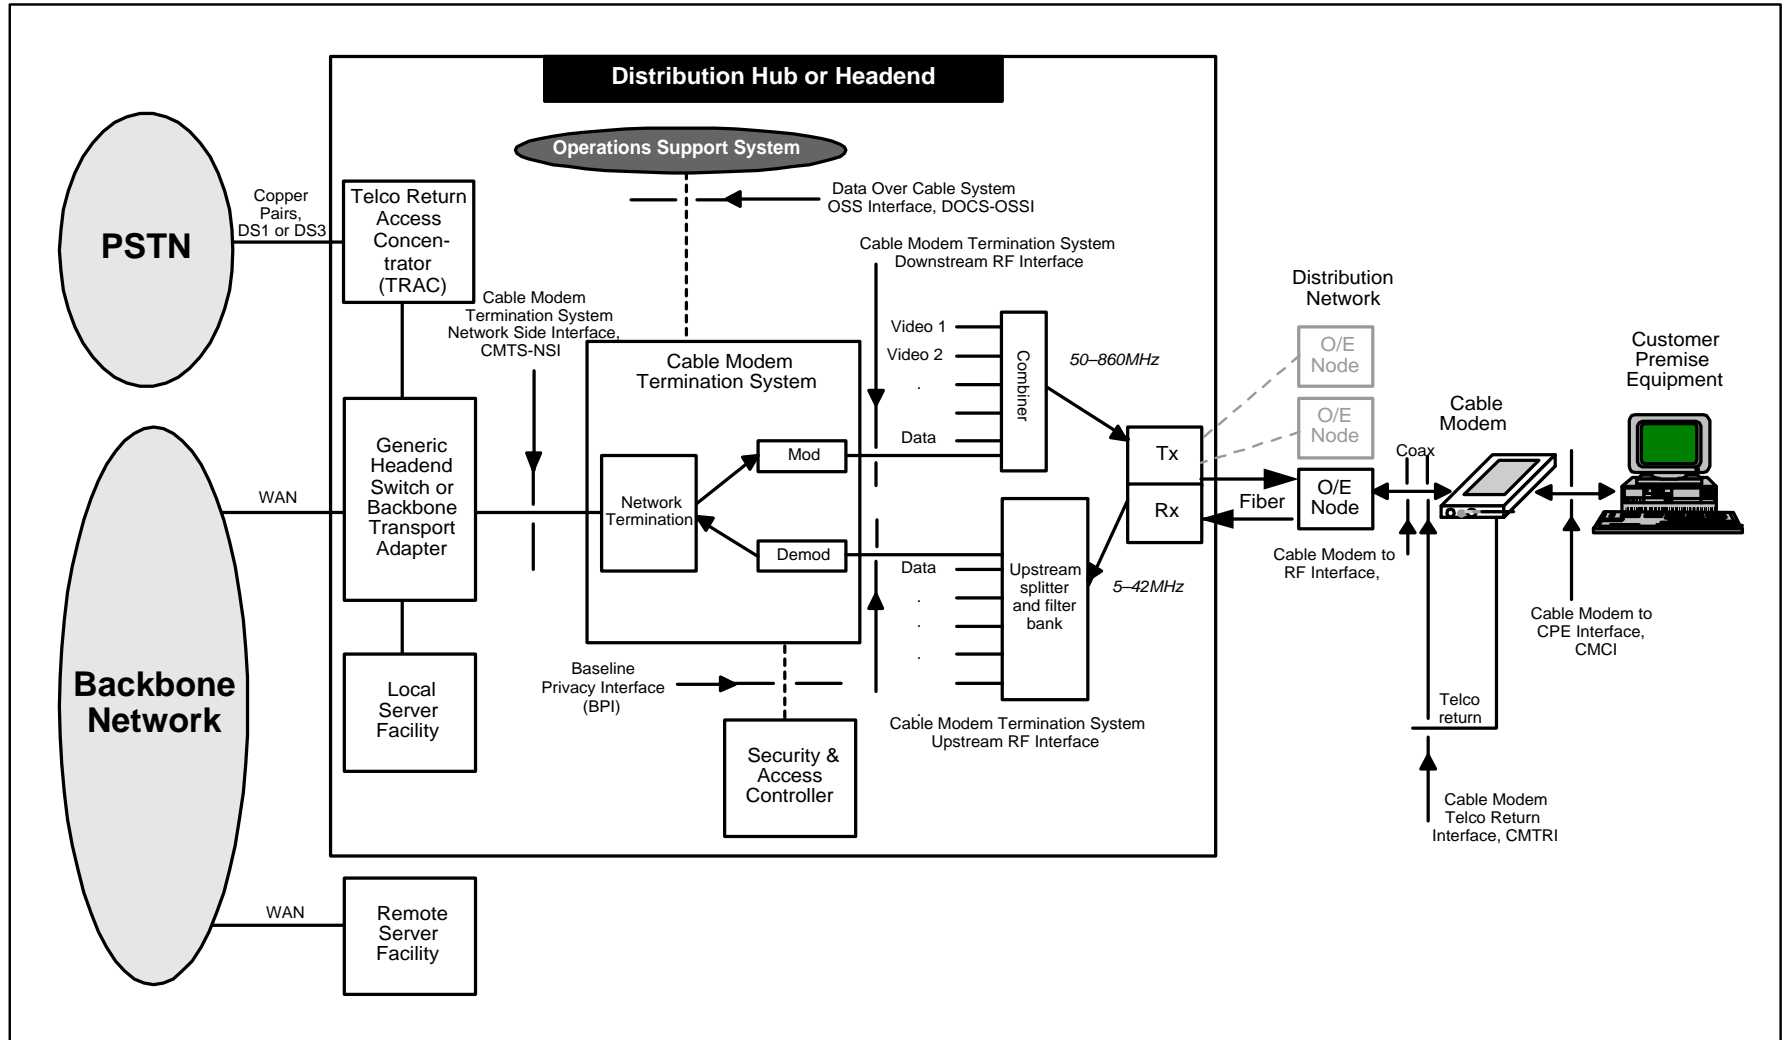 Distribution Hub or Headend
Operations Support System
Data Over Cable System
OSS Interface, DOCS-OSSI
Copper
Pairs,
DS1 or DS3
PSTN
Telco Return
Access
Concen-
trator
(TRAC)
Cable Modem
Termination System
Network Side Interface,
CMTS-NSI
Cable Modem Termination System
Downstream RF Interface
Distribution
Network
Video 1
Video 2
.
Data
Combiner
50–860MHz
O/E
Node
O/E
Node
O/E
Node
Customer
Premise
Equipment
Cable
Modem
Cable Modem
Termination System
Mod
Network
Termination
Demod
Generic
Headend
Switch or
Backbone
Transport
Adapter
WAN
Tx
Rx
Fiber
Coax
Data
.
.
.
.
Upstream
splitter
and filter
bank
5–42MHz
Cable Modem to
RF Interface,
Cable Modem to
CPE Interface,
CMCI
Backbone
Network
Local
Server
Facility
Baseline
Privacy Interface
(BPI)
Cable Modem Termination System
Upstream RF Interface
Telco
return
Security &
Access
Controller
Cable Modem
Telco Return
Interface, CMTRI
WAN
Remote
Server
Facility